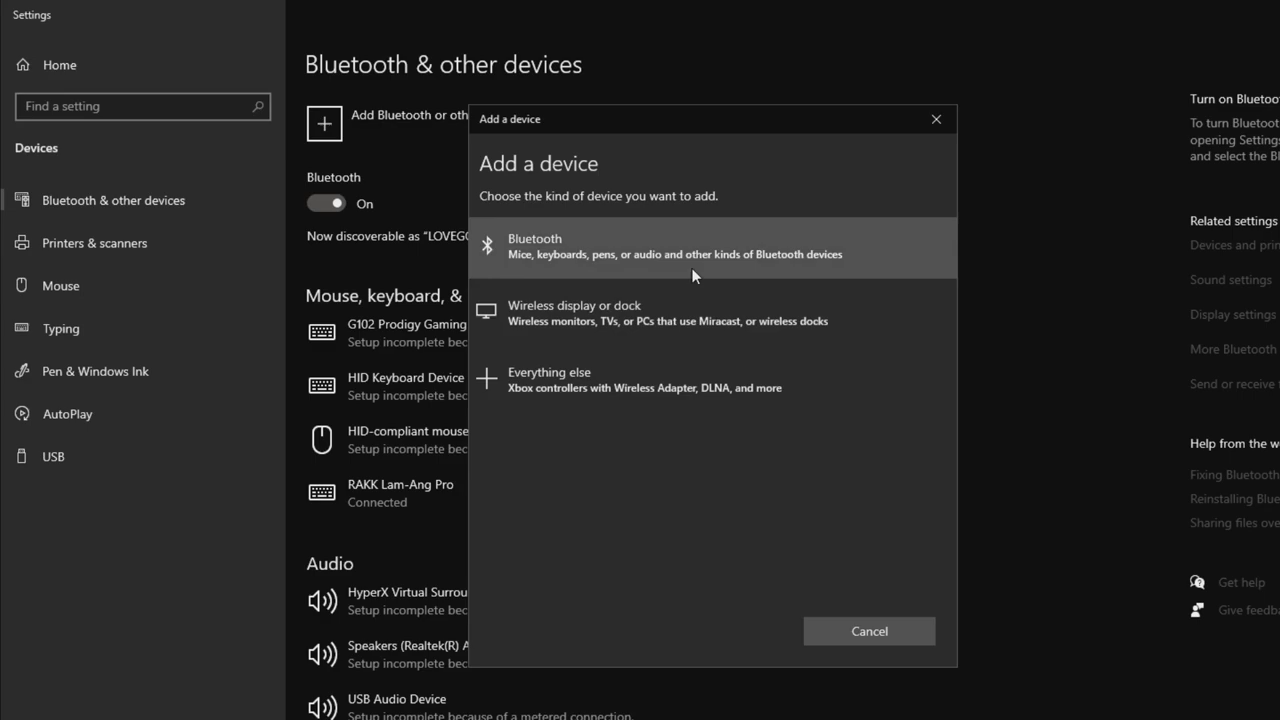 Settings
Home
Find a setting
Devices
Bluetooth & other devices
Printers & scanners
Mouse
Typing
Pen & Windows Ink
AutoPlay
USB
Bluetooth & other devices
Add Bluetooth or oth
Bluetooth
On
Now discoverable as "LOVEGO
Mouse, keyboard, &
G102 Prodigy Gaming
Setup incomplete bec
HID Keyboard Device
Setup incomplete bec
HID-compliant mouse
Setup incomplete bec
RAKK Lam-Ang Pro
Connected
Audio
HyperX Virtual Surrou
Setup incomplete bec
Speakers (Realtek(R) A
Setup incomplete bec
USB Audio Device
Setup incomplete because of a metered connection.
Add a device
Add a device
Choose the kind of device you want to add.
Bluetooth
Mice, keyboards, pens, or audio and other kinds of Bluetooth devices
Wireless display or dock
Wireless monitors, TVs, or PCs that use Miracast, or wireless docks
Everything else
Xbox controllers with Wireless Adapter, DLNA, and more
Cancel
Turn on Bluetoo
To turn Bluetoot
opening Settings
and select the Bl
Related settings
Devices and prin
Sound settings
Display settings
More Bluetooth
Send or receive f
Help from the w
Fixing Bluetooth
Reinstalling Blue
Sharing files ove
Get help
Give feedba